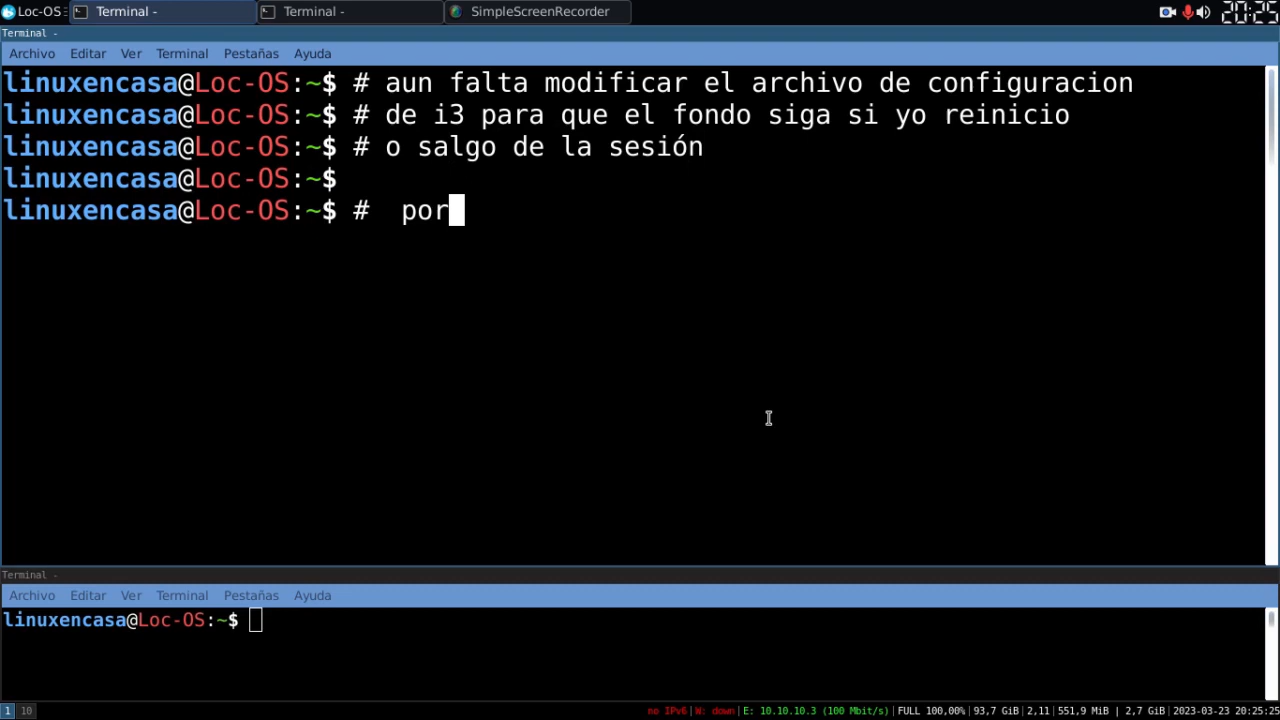 Loc-OS Terminal - Terminal - SimpleScreenRecorder 20:25
Terminal -
Archivo Editar Ver Terminal Pestañas Ayuda
linuxencasa@Loc-OS:~$ # aun falta modificar el archivo de configuracion
linuxencasa@Loc-OS:~$ # de i3 para que el fondo siga si yo reinicio
linuxencasa@Loc-OS:~$ # o salgo de la sesión
linuxencasa@Loc-OS:~$
linuxencasa@Loc-OS:~$ #  por
Terminal -
Archivo Editar Ver Terminal Pestañas Ayuda
linuxencasa@Loc-OS:~$
1 10 no IPv6|W: down|E: 10.10.10.3 (100 Mbit/s)|FULL 100,00%|93,7 GiB|2,11|551,9 MiB | 2,7 GiB|2023-03-23 20:25:25